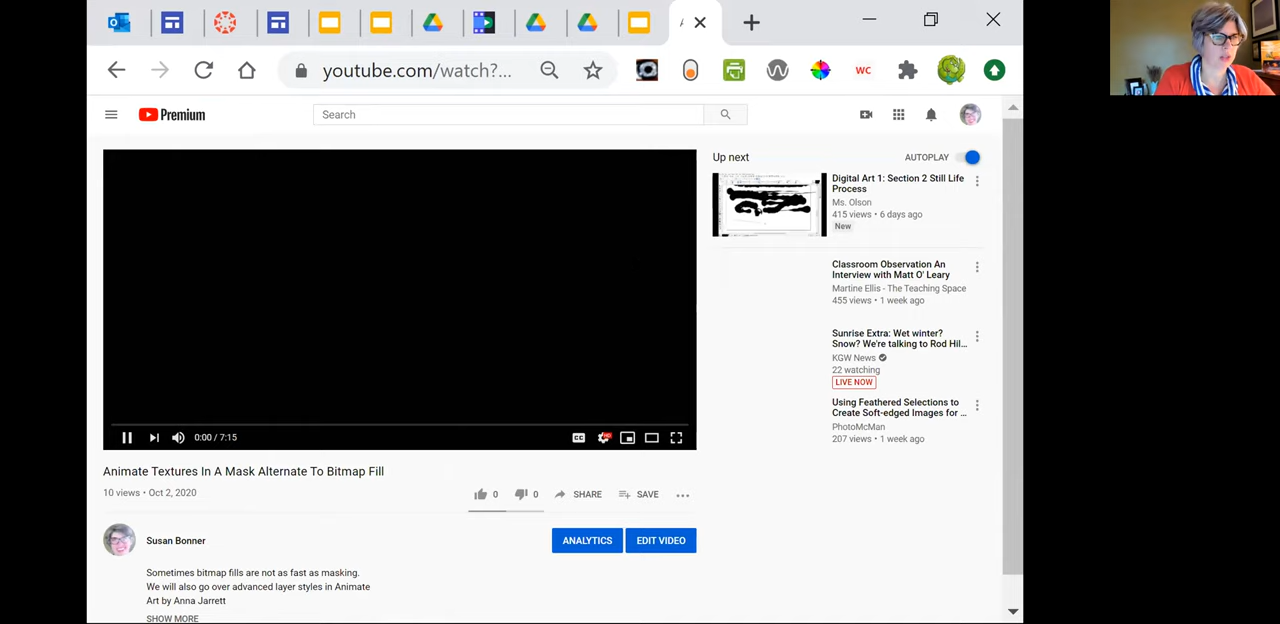 youtube.com/watch?...
WC
Premium
Search
Up next
AUTOPLAY
Digital Art 1: Section 2 Still Life
Process
Ms. Olson
415 views • 6 days ago
New
Classroom Observation An
Interview with Matt O' Leary
Martine Ellis - The Teaching Space
455 views • 1 week ago
Sunrise Extra: Wet winter?
Snow? We're talking to Rod Hil...
KGW News
22 watching
LIVE NOW
Using Feathered Selections to
Create Soft-edged Images for ...
PhotoMcMan
207 views • 1 week ago
0:00 / 7:15
CC
HD
Animate Textures In A Mask Alternate To Bitmap Fill
10 views • Oct 2, 2020
0
0
SHARE
SAVE
Susan Bonner
ANALYTICS
EDIT VIDEO
Sometimes bitmap fills are not as fast as masking.
We will also go over advanced layer styles in Animate
Art by Anna Jarrett
SHOW MORE